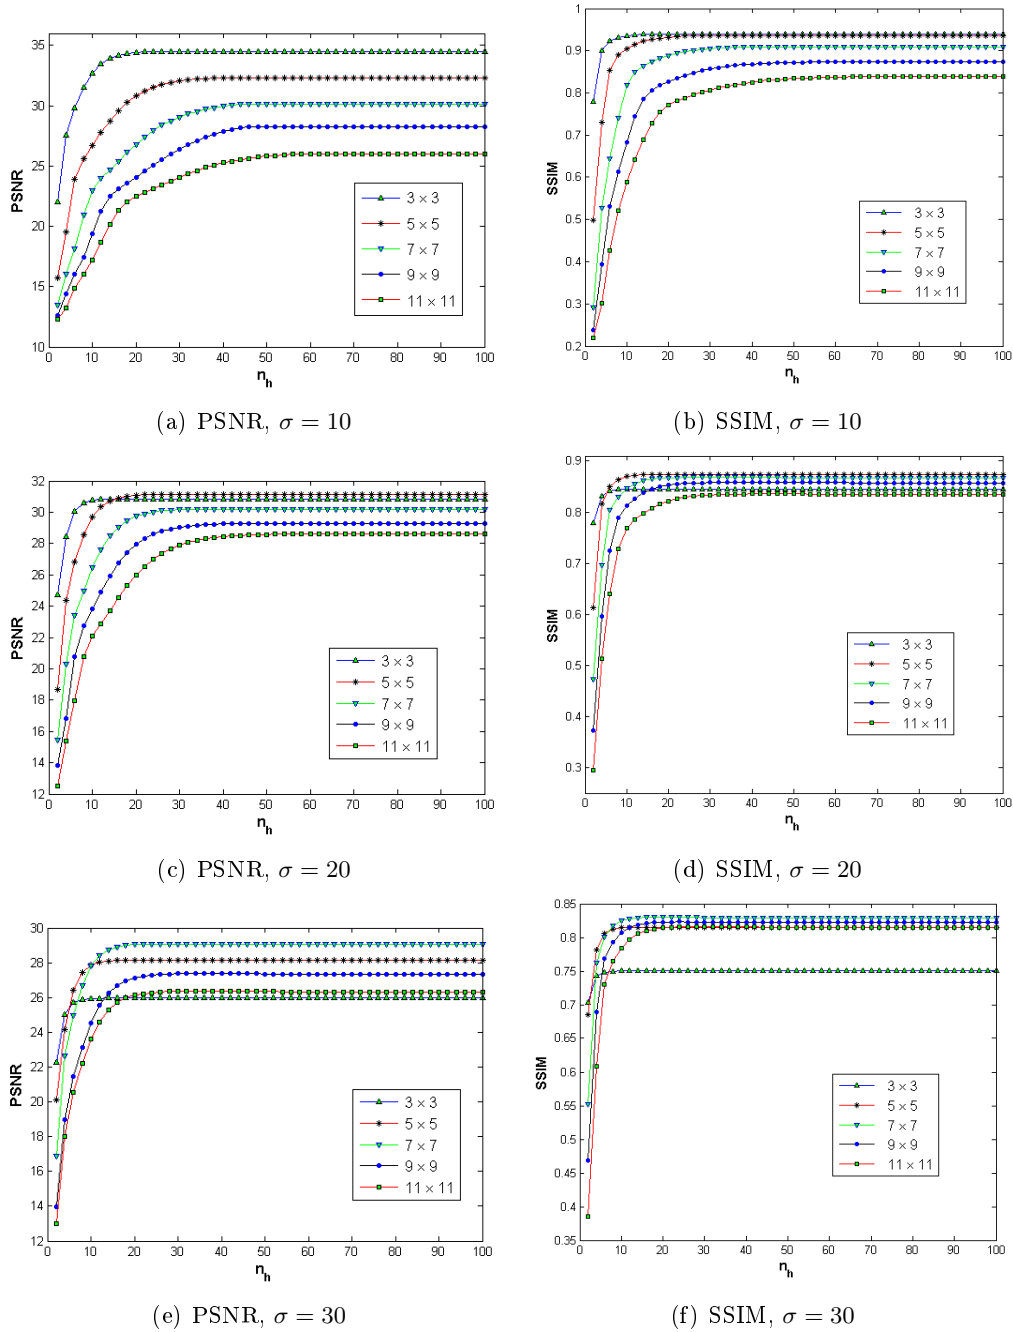 35
30
25
20
15
10
PSNR
0 10 20 30 40 50 60 70 80 90 100
n_h
3 × 3
5 × 5
7 × 7
9 × 9
11 × 11
(a) PSNR, σ = 10
1
0.9
0.8
0.7
0.6
0.5
0.4
0.3
0.2
SSIM
0 10 20 30 40 50 60 70 80 90 100
n_h
3 × 3
5 × 5
7 × 7
9 × 9
11 × 11
(b) SSIM, σ = 10
32
30
28
26
24
22
20
18
16
14
12
PSNR
0 10 20 30 40 50 60 70 80 90 100
n_h
3 × 3
5 × 5
7 × 7
9 × 9
11 × 11
(c) PSNR, σ = 20
0.9
0.8
0.7
0.6
0.5
0.4
0.3
SSIM
0 10 20 30 40 50 60 70 80 90 100
n_h
3 × 3
5 × 5
7 × 7
9 × 9
11 × 11
(d) SSIM, σ = 20
30
28
26
24
22
20
18
16
14
12
PSNR
0 10 20 30 40 50 60 70 80 90 100
n_h
3 × 3
5 × 5
7 × 7
9 × 9
11 × 11
(e) PSNR, σ = 30
0.85
0.8
0.75
0.7
0.65
0.6
0.55
0.5
0.45
0.4
0.35
SSIM
0 10 20 30 40 50 60 70 80 90 100
n_h
3 × 3
5 × 5
7 × 7
9 × 9
11 × 11
(f) SSIM, σ = 30